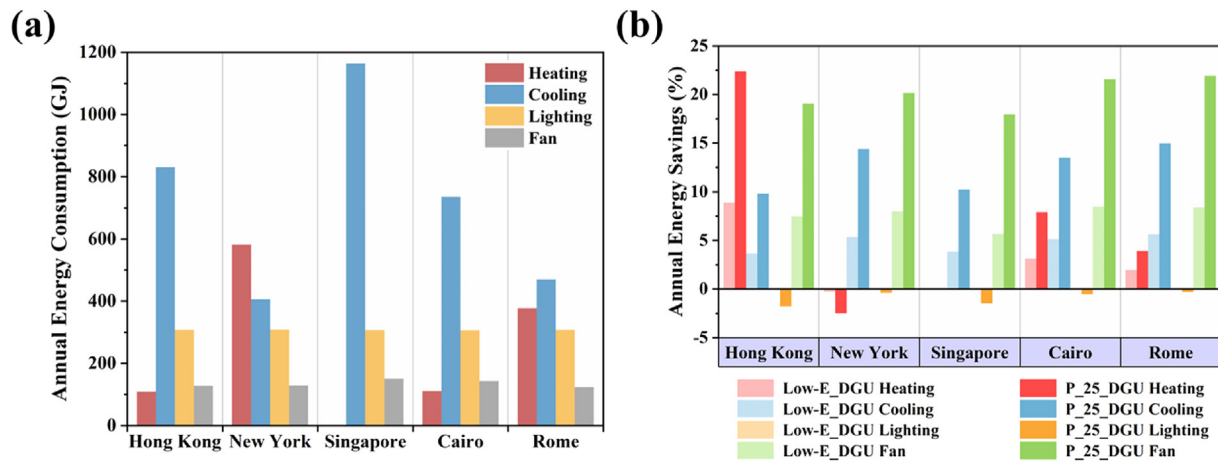 (a)
Annual Energy Consumption (GJ)
1200
1000
800
600
400
200
0
Heating
Cooling
Lighting
Fan
Hong Kong
New York
Singapore
Cairo
Rome
(b)
Annual Energy Savings (%)
25
20
15
10
5
0
-5
Hong Kong
New York
Singapore
Cairo
Rome
Low-E_DGU Heating
Low-E_DGU Cooling
Low-E_DGU Lighting
Low-E_DGU Fan
P_25_DGU Heating
P_25_DGU Cooling
P_25_DGU Lighting
P_25_DGU Fan